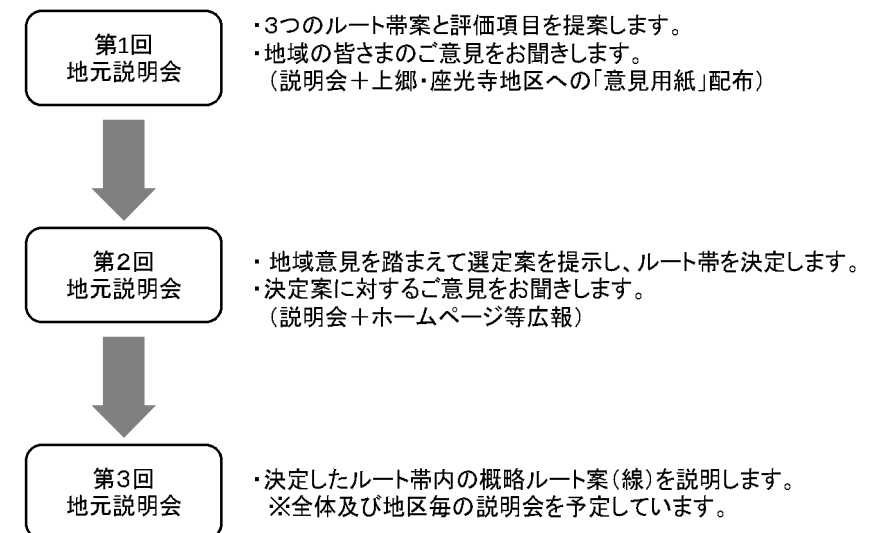 第1回
地元説明会
・3つのルート帯案と評価項目を提案します。
・地域の皆さまのご意見をお聞きします。
（説明会＋上郷・座光寺地区への「意見用紙」配布）
第2回
地元説明会
・ 地域意見を踏まえて選定案を提示し、ルート帯を決定します。
・決定案に対するご意見をお聞きします。
（説明会＋ホームページ等広報）
第3回
地元説明会
・決定したルート帯内の概略ルート案（線）を説明します。
※全体及び地区毎の説明会を予定しています。